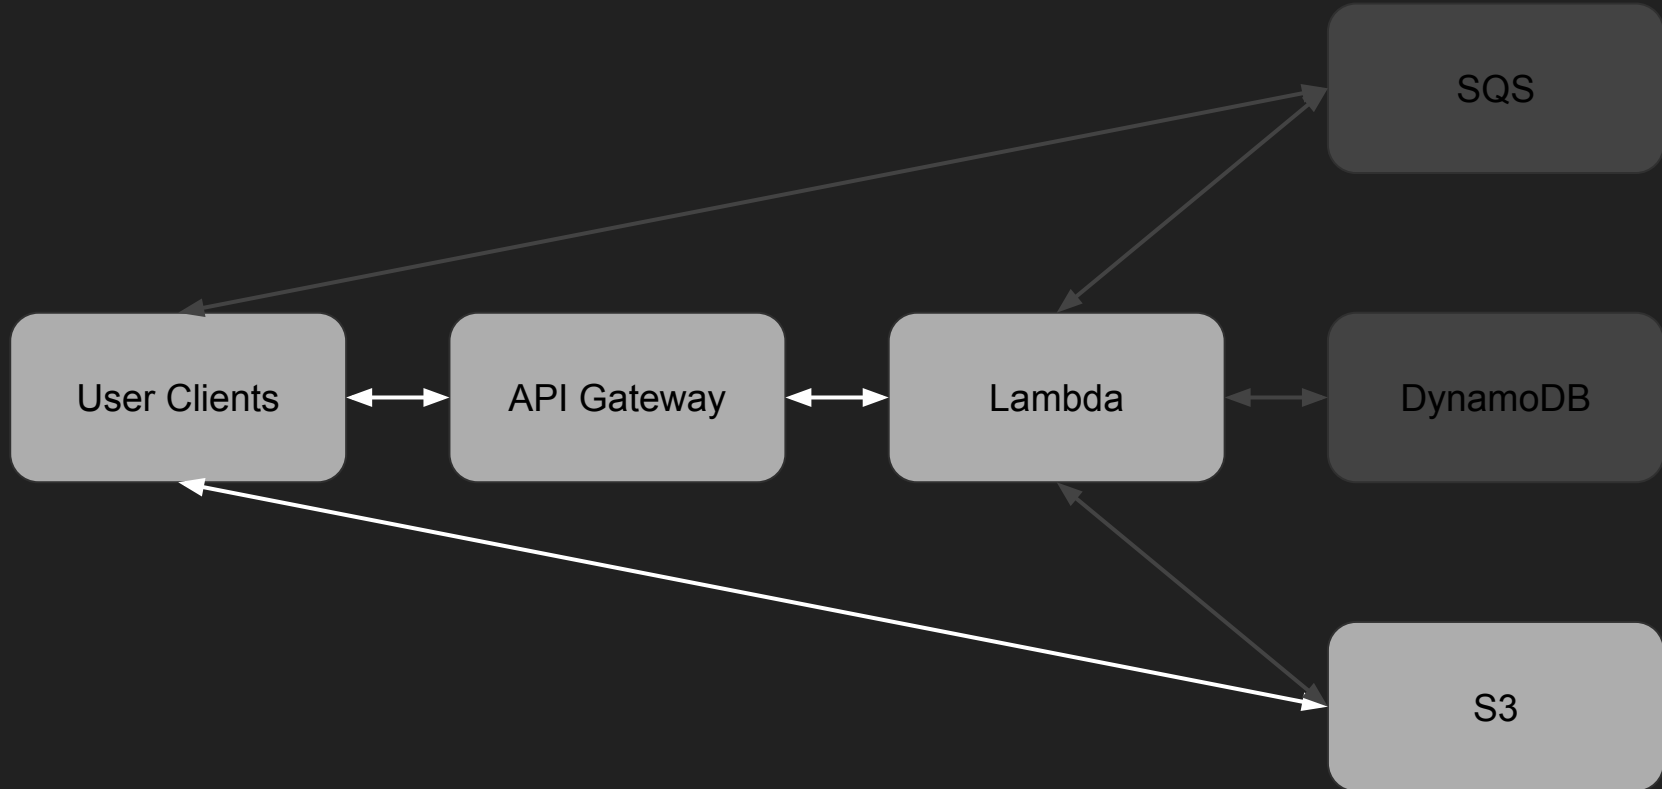 SQS
User Clients
API Gateway
Lambda
DynamoDB
S3